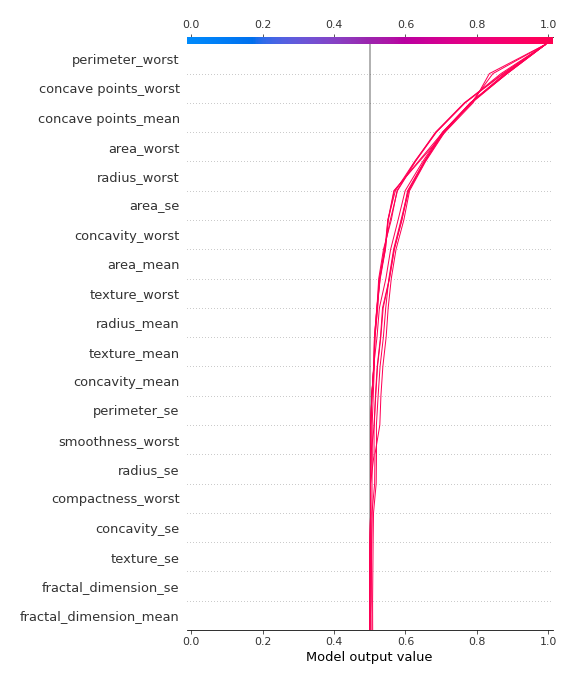 0.0 0.2 0.4 0.6 0.8 1.0
perimeter_worst
concave points_worst
concave points_mean
area_worst
radius_worst
area_se
concavity_worst
area_mean
texture_worst
radius_mean
texture_mean
concavity_mean
perimeter_se
smoothness_worst
radius_se
compactness_worst
concavity_se
texture_se
fractal_dimension_se
fractal_dimension_mean
0.0 0.2 0.4 0.6 0.8 1.0
Model output value